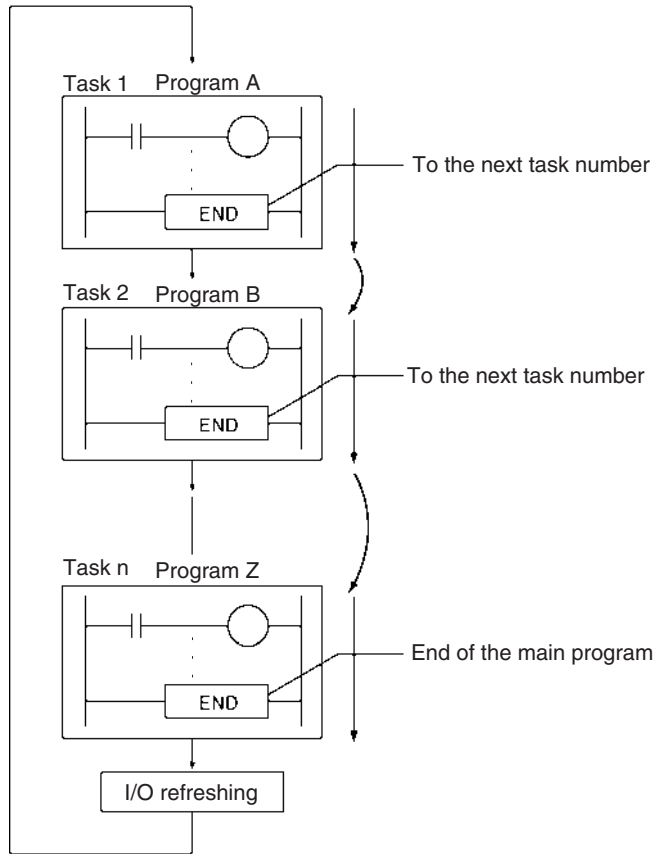 Task 1 Program A
To the next task number
END
Task 2 Program B
To the next task number
END
Task n Program Z
End of the main program
END
I/O refreshing